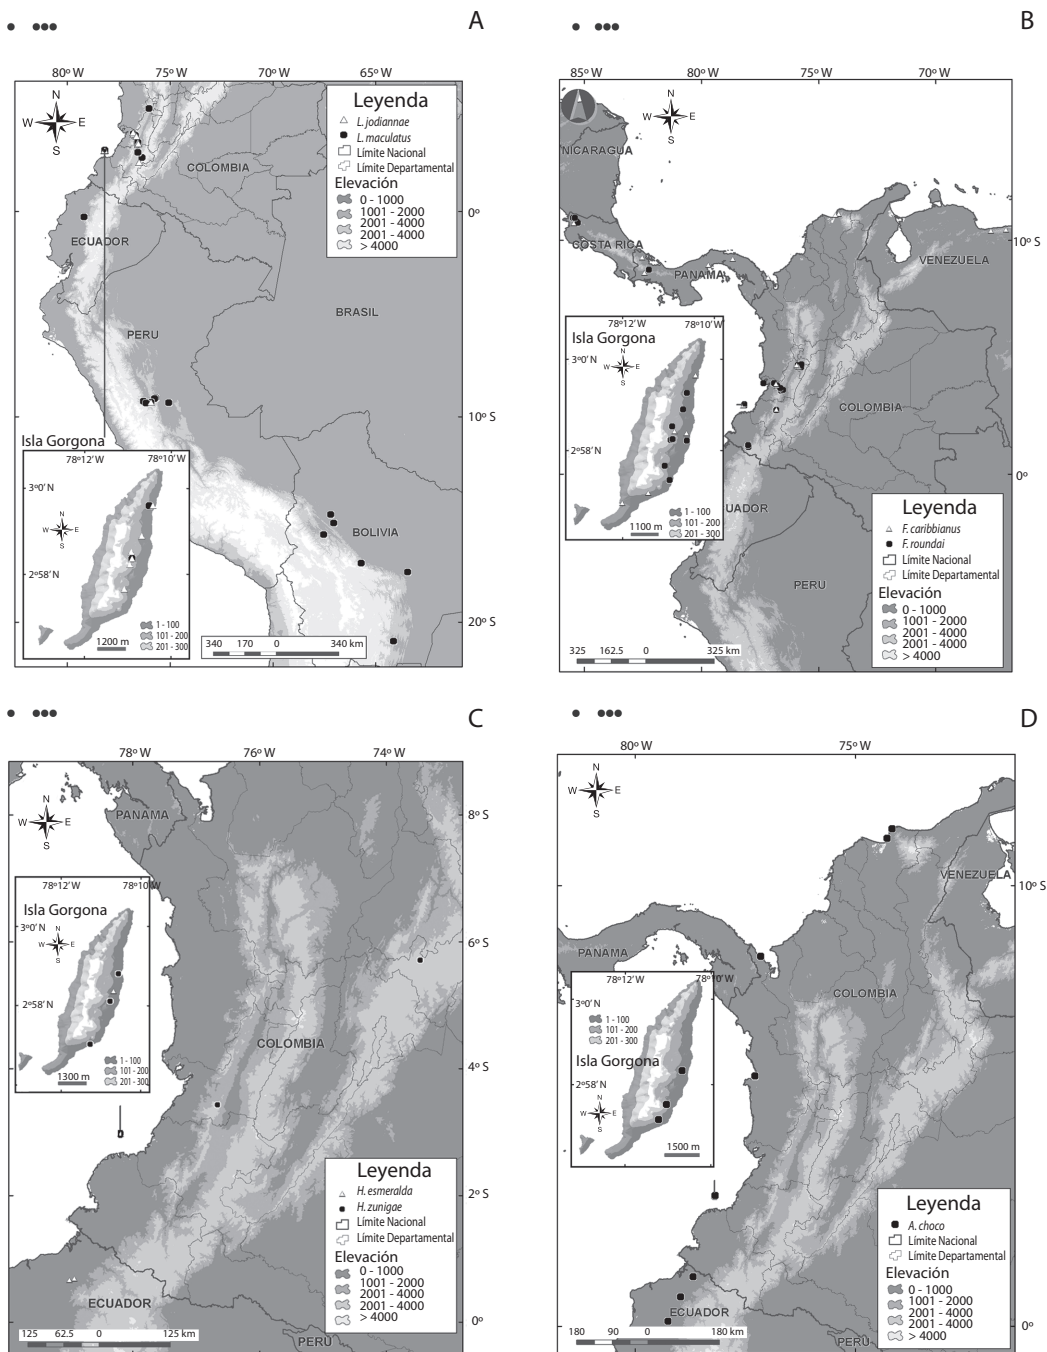 A
80º W 75º W 70º W 65º W
N
W E
S
Leyenda
L. jodiannae
L. maculatus
Límite Nacional
Límite Departamental
Elevación
0 - 1000
1001 - 2000
2001 - 4000
2001 - 4000
> 4000
COLOMBIA
0º
ECUADOR
PERU
BRASIL
10º S
BOLIVIA
20º S
Isla Gorgona
78º12’ W 78º10’ W
3º0’ N
N
W E
S
2º58’ N
1200 m
1 - 100
101 - 200
201 - 300
340 170 0 340 km
B
85º W 80º W 75º W 70º W
N
W E
S
NICARAGUA
COSTA RICA
PANAMA
VENEZUELA
10º S
COLOMBIA
0º
UADOR
PERU
Isla Gorgona
78º12’ W 78º10’ W
3º0’ N
N
W E
S
2º58’ N
1100 m
1 - 100
101 - 200
201 - 300
Leyenda
F. caribbianus
F. roundai
Límite Nacional
Límite Departamental
Elevación
0 - 1000
1001 - 2000
2001 - 4000
2001 - 4000
> 4000
325 162.5 0 325 km
C
78º W 76º W 74º W
N
W E
S
PANAMA
8º S
6º S
COLOMBIA
4º S
2º S
0º
ECUADOR
PERU
78º12’ W 78º10’ W
Isla Gorgona
3º0’ N
N
W E
S
2º58’ N
1300 m
1 - 100
101 - 200
201 - 300
Leyenda
H. esmeralda
H. zunigae
Límite Nacional
Límite Departamental
Elevación
0 - 1000
1001 - 2000
2001 - 4000
2001 - 4000
> 4000
125 62.5 0 125 km
D
80º W 75º W
N
W E
S
VENEZUELA
10º S
PANAMA
COLOMBIA
78º12’ W 78º10’ W
3º0’ N
1 - 100
101 - 200
201 - 300
Isla Gorgona
2º58’ N
N
W E
S
1500 m
Leyenda
A. choco
Límite Nacional
Límite Departamental
Elevación
0 - 1000
1001 - 2000
2001 - 4000
2001 - 4000
> 4000
ECUADOR
0º
PERU
180 90 0 180 km